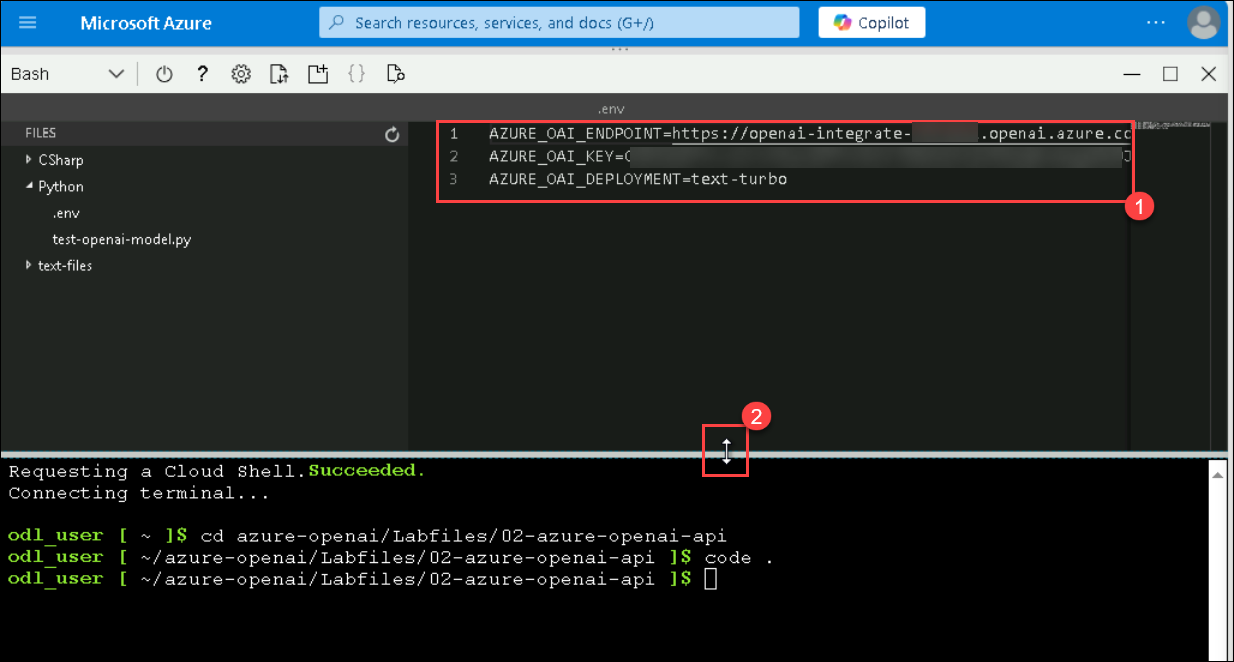 Microsoft Azure
Search resources, services, and docs (G+/)
Copilot
Bash
.env
FILES
CSharp
Python
.env
test-openai-model.py
text-files
1 AZURE_OAI_ENDPOINT=https://openai-integrate- .openai.azure.co
2 AZURE_OAI_KEY=
3 AZURE_OAI_DEPLOYMENT=text-turbo
1
2
Requesting a Cloud Shell.Succeeded.
Connecting terminal...
odl_user [ ~ ]$ cd azure-openai/Labfiles/02-azure-openai-api
odl_user [ ~/azure-openai/Labfiles/02-azure-openai-api ]$ code .
odl_user [ ~/azure-openai/Labfiles/02-azure-openai-api ]$